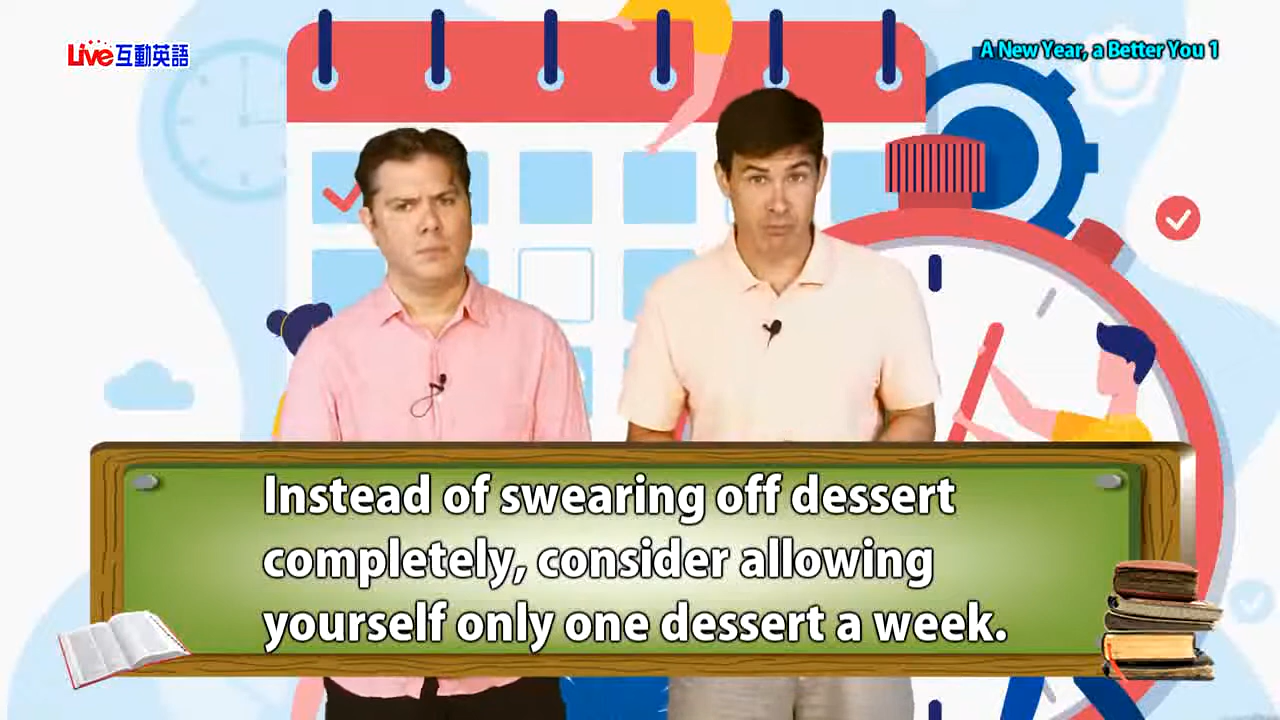 Live互動英語
A New Year, a Better You 1
Instead of swearing off dessert
completely, consider allowing
yourself only one dessert a week.